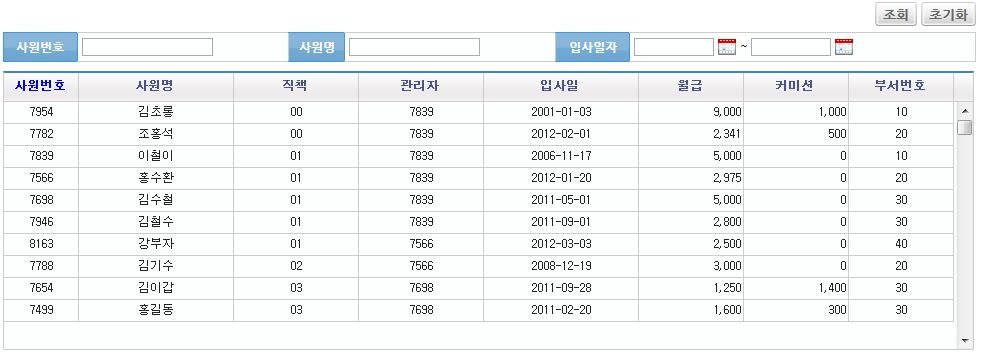 조회 초기화
사원번호 사원명 입사일자 ~
사원번호 사원명 직책 관리자 입사일 월급 커미션 부서번호
7954 김초롱 00 7839 2001-01-03 9,000 1,000 10
7782 조홍석 00 7839 2012-02-01 2,341 500 20
7839 이철이 01 7839 2006-11-17 5,000 0 10
7566 홍수환 01 7839 2012-01-20 2,975 0 20
7698 김수철 01 7839 2011-05-01 5,000 0 30
7946 김철수 01 7839 2011-09-01 2,800 0 30
8163 강부자 01 7566 2012-03-03 2,500 0 40
7788 김기수 02 7566 2008-12-19 3,000 0 20
7654 김이갑 03 7698 2011-09-28 1,250 1,400 30
7499 홍길동 03 7698 2011-02-20 1,600 300 30